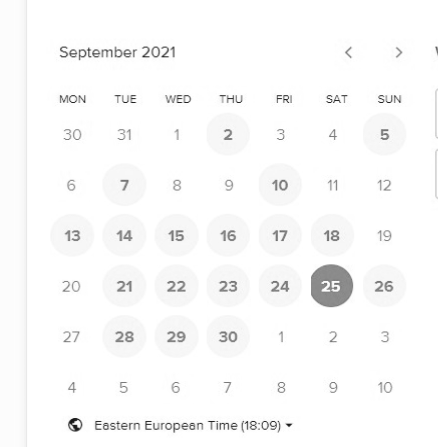 September 2021
MON TUE WED THU FRI SAT SUN
30 31 1 2 3 4 5
6 7 8 9 10 11 12
13 14 15 16 17 18 19
20 21 22 23 24 25 26
27 28 29 30 1 2 3
4 5 6 7 8 9 10
Eastern European Time (18:09)